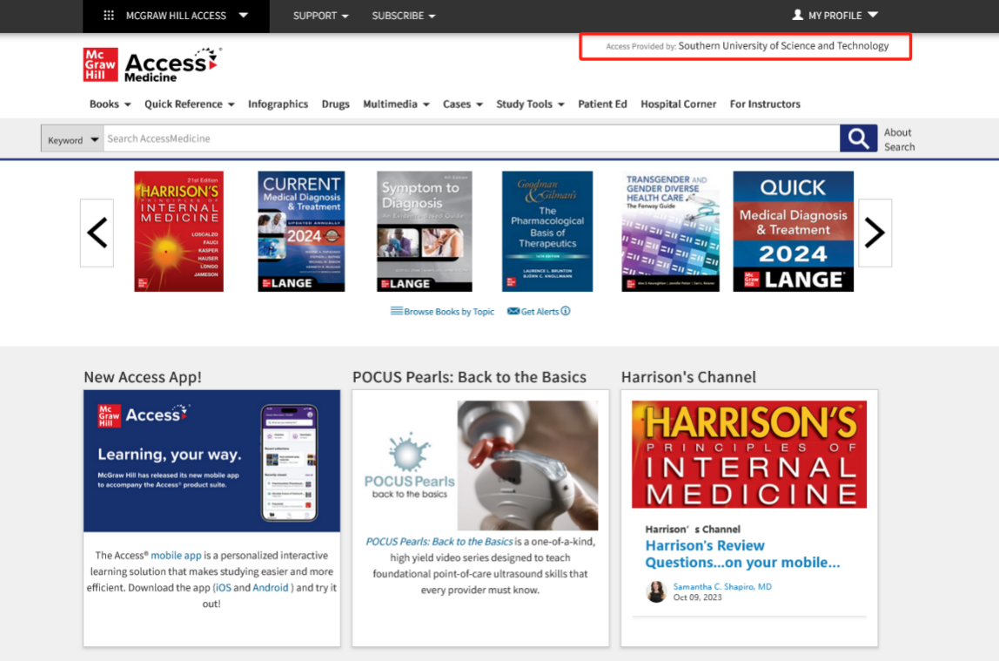 MCGRAW HILL ACCESS
SUPPORT
SUBSCRIBE
MY PROFILE
Access Provided by: Southern University of Science and Technology
Mc
Graw
Hill
Access
Medicine
Books
Quick Reference
Infographics
Drugs
Multimedia
Cases
Study Tools
Patient Ed
Hospital Corner
For Instructors
Keyword
Search AccessMedicine
About
Search
21st Edition
HARRISON'S
PRINCIPLES OF
INTERNAL
MEDICINE
LOSCALZO
FAUCI
KASPER
HAUSER
LONGO
JAMESON
CURRENT
Medical Diagnosis
& Treatment
UPDATED ANNUALLY
2024
LANGE
Symptom to
Diagnosis
An Evidence-Based Guide
LANGE
Goodman
& Gilman's
The
Pharmacological
Basis of
Therapeutics
LAURENCE L. BRUNTON
BJÖRN C. KNOLLMANN
TRANSGENDER AND
GENDER DIVERSE
HEALTH CARE
The Fenway Guide
QUICK
Medical Diagnosis
& Treatment
2024
Mc
Graw
Hill
LANGE
Browse Books by Topic
Get Alerts
New Access App!
Mc
Graw
Hill
Access
Learning, your way.
McGraw Hill has released its new mobile app
to accompany the Access® product suite.
The Access® mobile app is a personalized interactive
learning solution that makes studying easier and more
efficient. Download the app (iOS and Android ) and try it
out!
POCUS Pearls: Back to the Basics
POCUS Pearls
back to the basics
POCUS Pearls: Back to the Basics is a one-of-a-kind,
high yield video series designed to teach
foundational point-of-care ultrasound skills that
every provider must know.
Harrison's Channel
HARRISON'S
PRINCIPLES OF
INTERNAL
MEDICINE
Harrison’s Channel
Harrison's Review
Questions...on your mobile...
Samantha C. Shapiro, MD
Oct 09, 2023